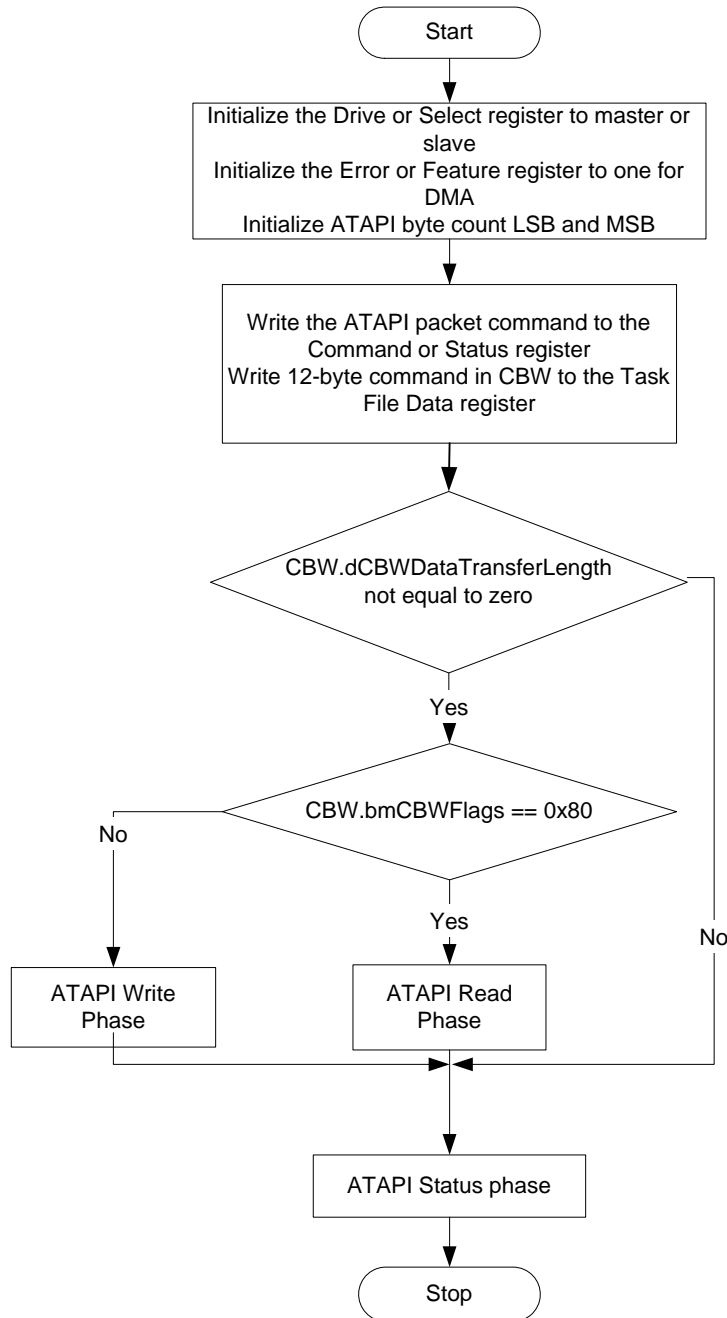 Start
Initialize the Drive or Select register to master or
slave
Initialize the Error or Feature register to one for
DMA
Initialize ATAPI byte count LSB and MSB
Write the ATAPI packet command to the
Command or Status register
Write 12-byte command in CBW to the Task
File Data register
CBW.dCBWDataTransferLength
not equal to zero
Yes
CBW.bmCBWFlags == 0x80
No
Yes
No
ATAPI Write
Phase
ATAPI Read
Phase
ATAPI Status phase
Stop